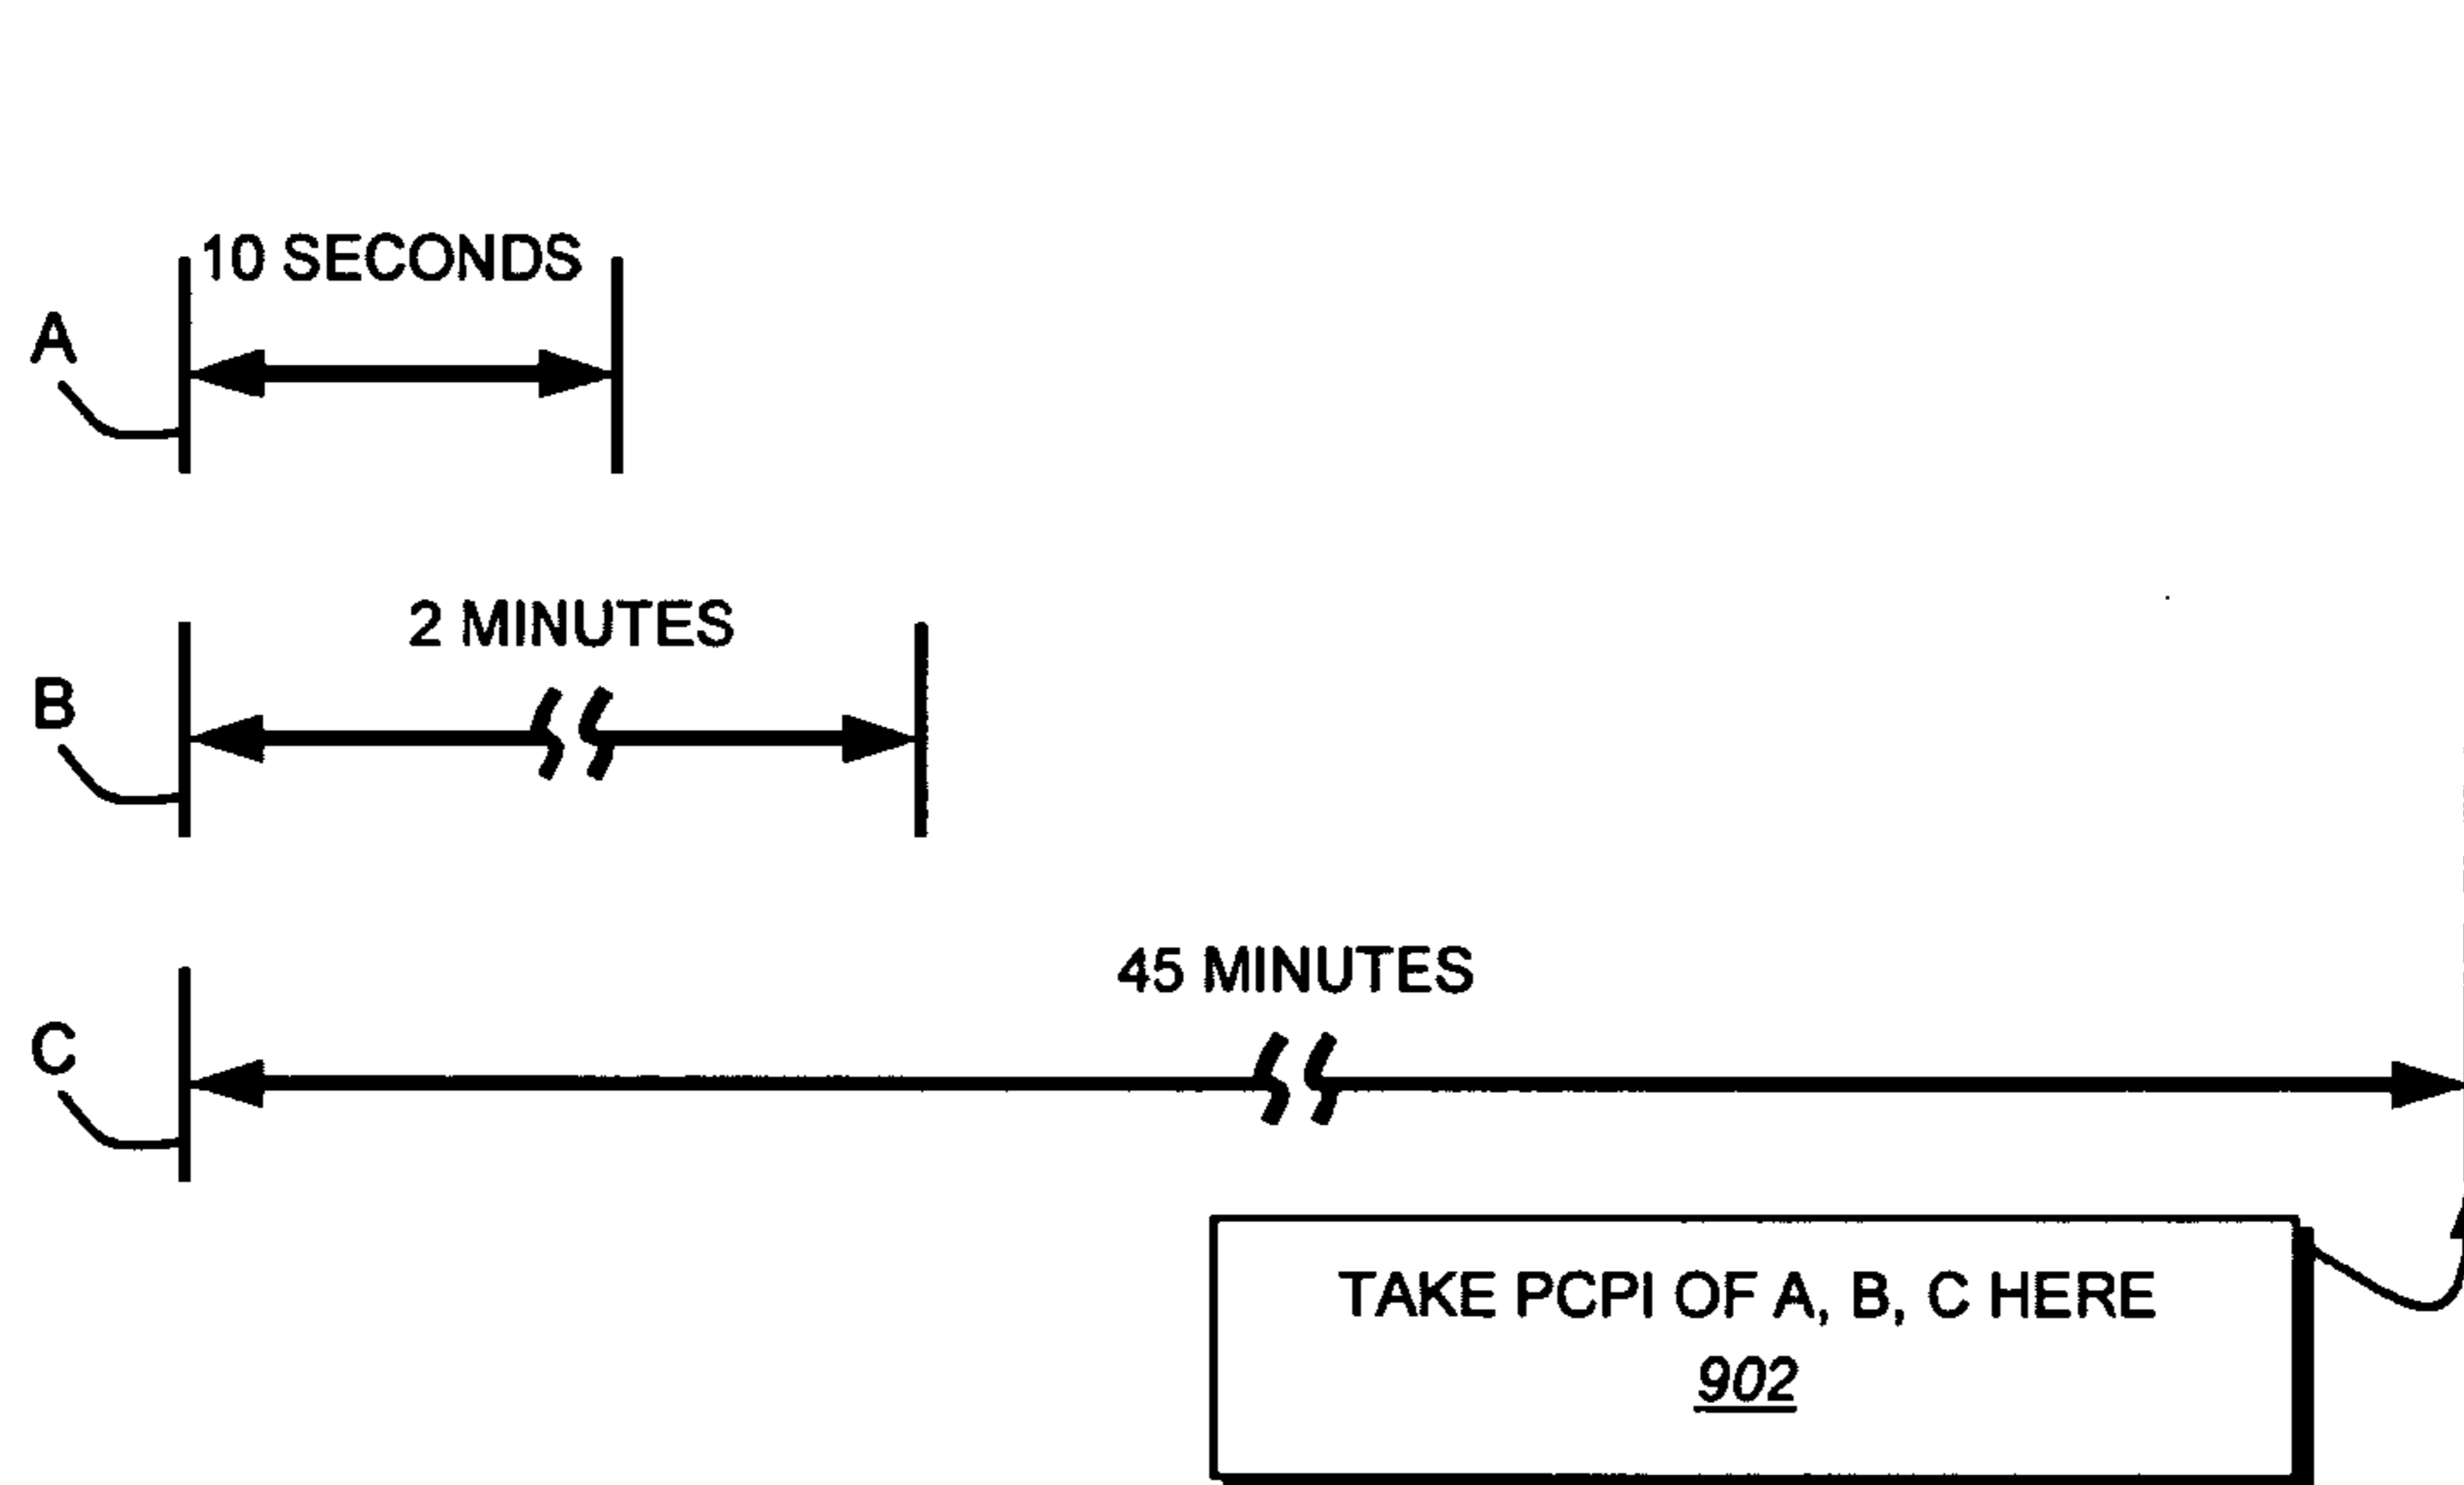 10 SECONDS
A
2 MINUTES
B
45 MINUTES
C
TAKE PCPI OF A, B, C HERE
902